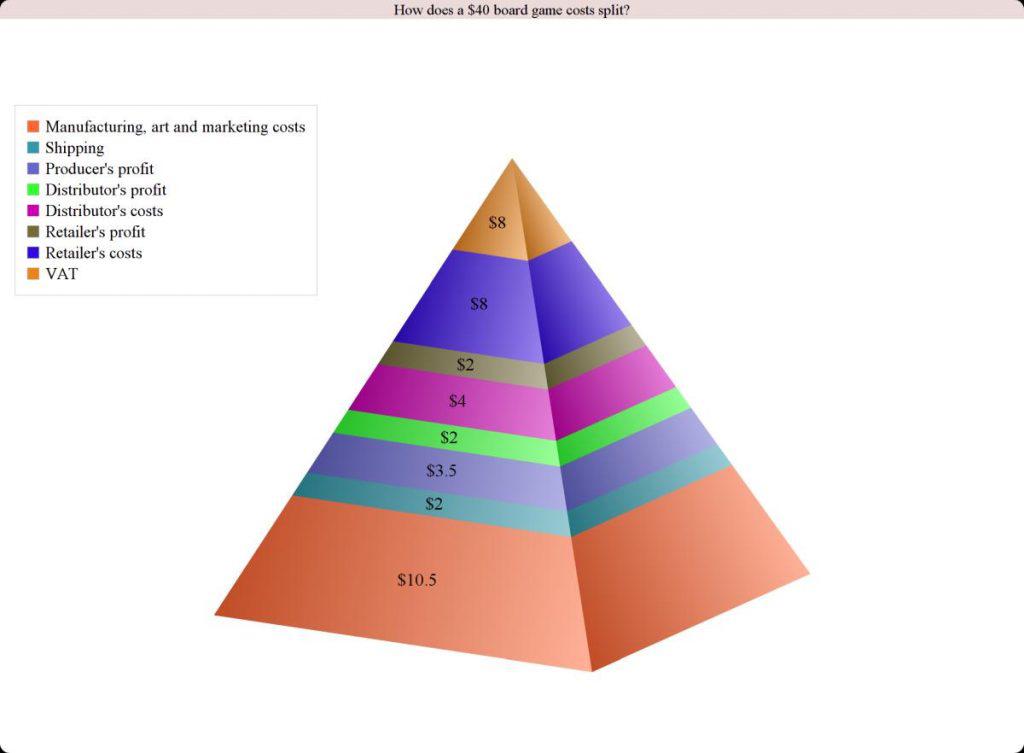 How does a $40 board game costs split?
Manufacturing, art and marketing costs
Shipping
Producer's profit
Distributor's profit
Distributor's costs
Retailer's profit
Retailer's costs
VAT
$8
$8
$2
$4
$2
$3.5
$2
$10.5